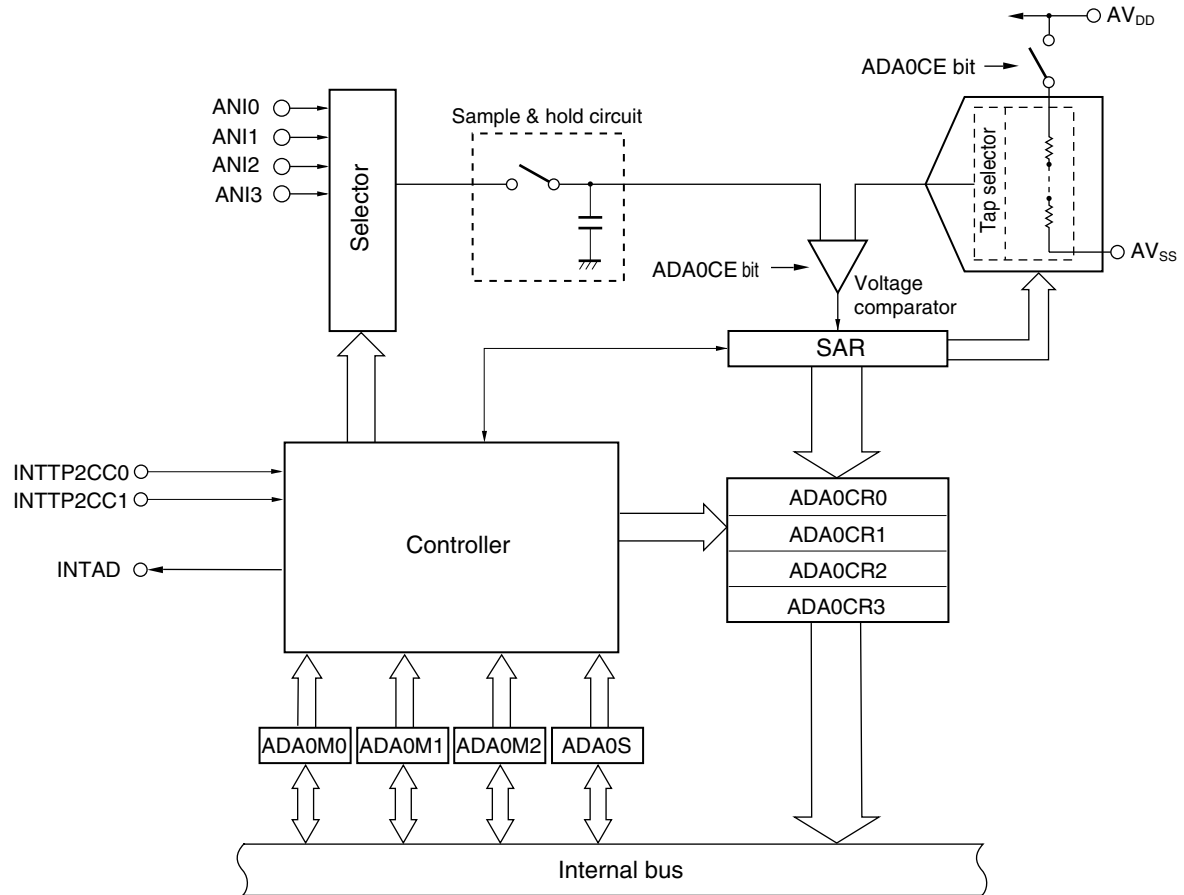 AVDD
ADA0CE bit
ANI0
ANI1
ANI2
ANI3
Selector
Sample & hold circuit
Tap selector
AVSS
ADA0CE bit
Voltage
comparator
SAR
INTTP2CC0
INTTP2CC1
INTAD
Controller
ADA0CR0
ADA0CR1
ADA0CR2
ADA0CR3
ADA0M0
ADA0M1
ADA0M2
ADA0S
Internal bus